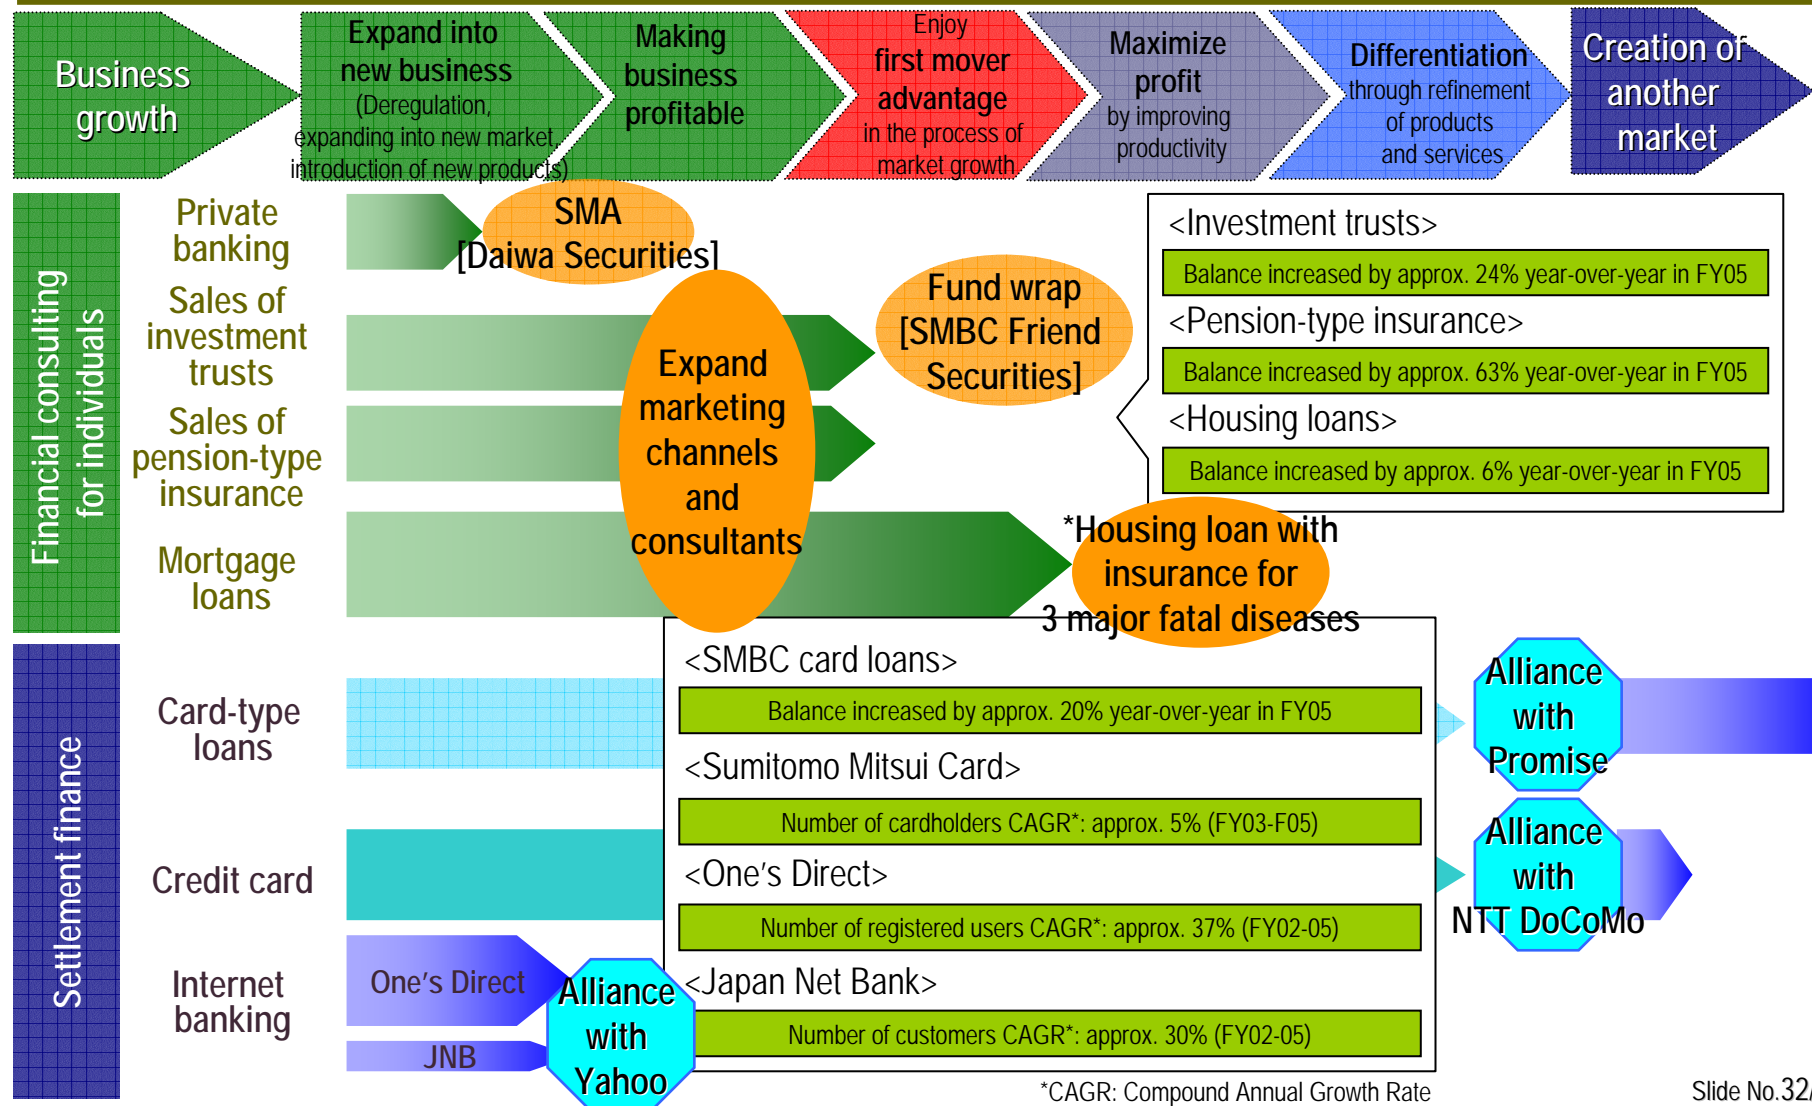 Business
growth
Expand into
new business
(Deregulation,
expanding into new market,
introduction of new products)
Making
business
profitable
Enjoy
first mover
advantage
in the process of
market growth
Maximize
profit
by improving
productivity
Differentiation
through refinement
of products
and services
Creation of
another
market
Financial consulting
for individuals
Private
banking
SMA
[Daiwa Securities]
Sales of
investment
trusts
Fund wrap
[SMBC Friend
Securities]
Sales of
pension-type
insurance
Mortgage
loans
Expand
marketing
channels
and
consultants
*Housing loan with
insurance for
3 major fatal diseases
<Investment trusts>
Balance increased by approx. 24% year-over-year in FY05
<Pension-type insurance>
Balance increased by approx. 63% year-over-year in FY05
<Housing loans>
Balance increased by approx. 6% year-over-year in FY05
Settlement finance
Card-type
loans
Credit card
Internet
banking
One's Direct
JNB
Alliance
with
Yahoo
<SMBC card loans>
Balance increased by approx. 20% year-over-year in FY05
<Sumitomo Mitsui Card>
Number of cardholders CAGR*: approx. 5% (FY03-F05)
<One's Direct>
Number of registered users CAGR*: approx. 37% (FY02-05)
<Japan Net Bank>
Number of customers CAGR*: approx. 30% (FY02-05)
Alliance
with
Promise
Alliance
with
NTT DoCoMo
*CAGR: Compound Annual Growth Rate
Slide No.32/